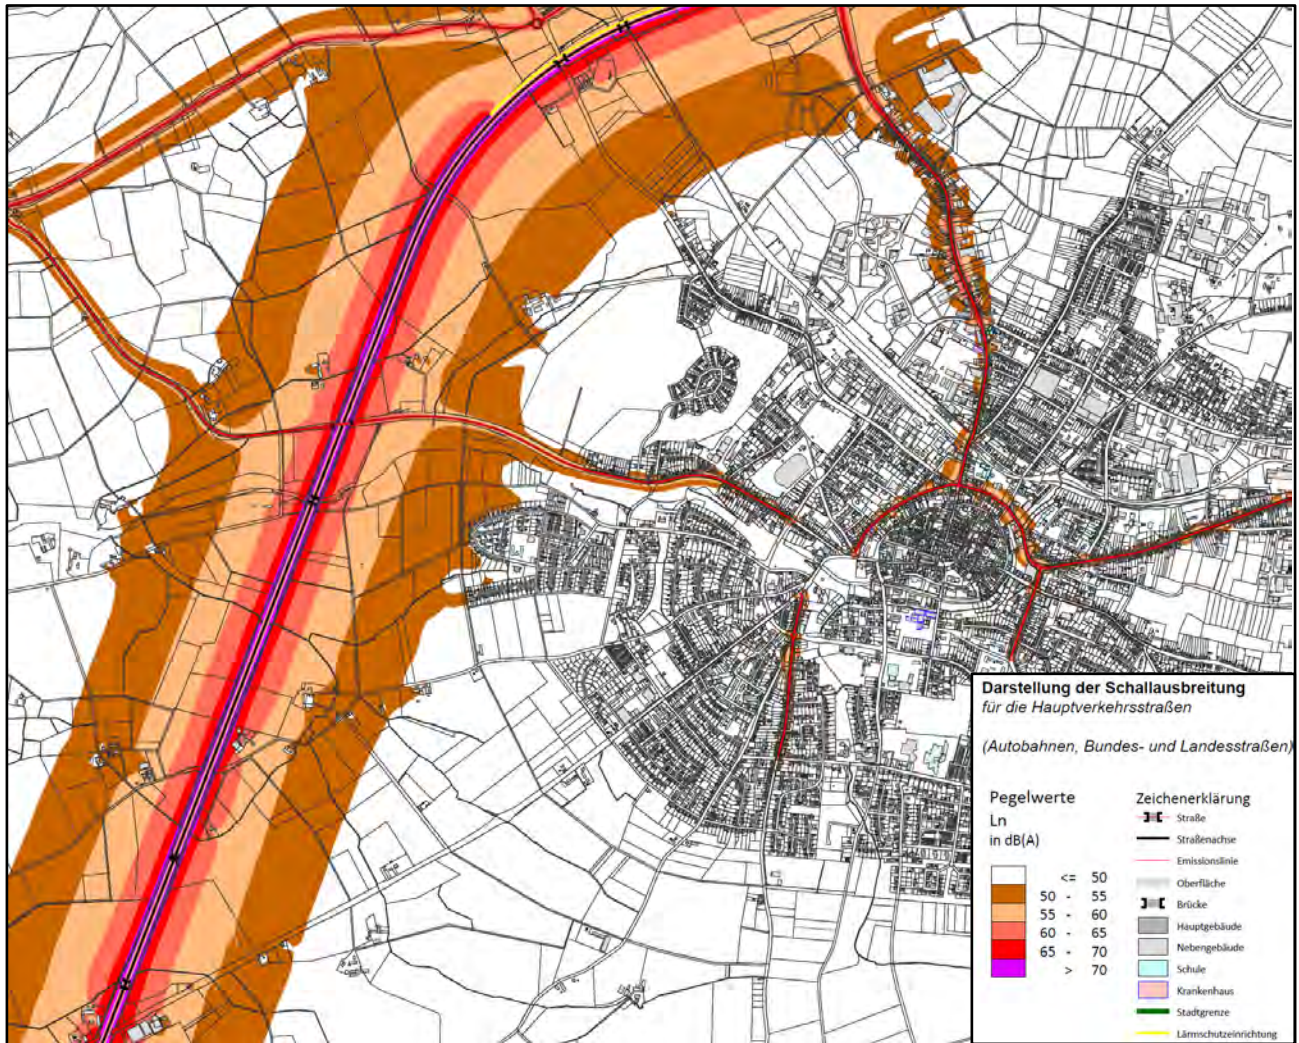 Darstellung der Schallausbreitung
für die Hauptverkehrsstraßen
(Autobahnen, Bundes- und Landesstraßen)
Pegelwerte
Ln
in dB(A)
<= 50
50 - 55
55 - 60
60 - 65
65 - 70
> 70
Zeichenerklärung
Straße
Straßenachse
Emissionslinie
Oberfläche
Brücke
Hauptgebäude
Nebengebäude
Schule
Krankenhaus
Stadtgrenze
Lärmschutzeinrichtung